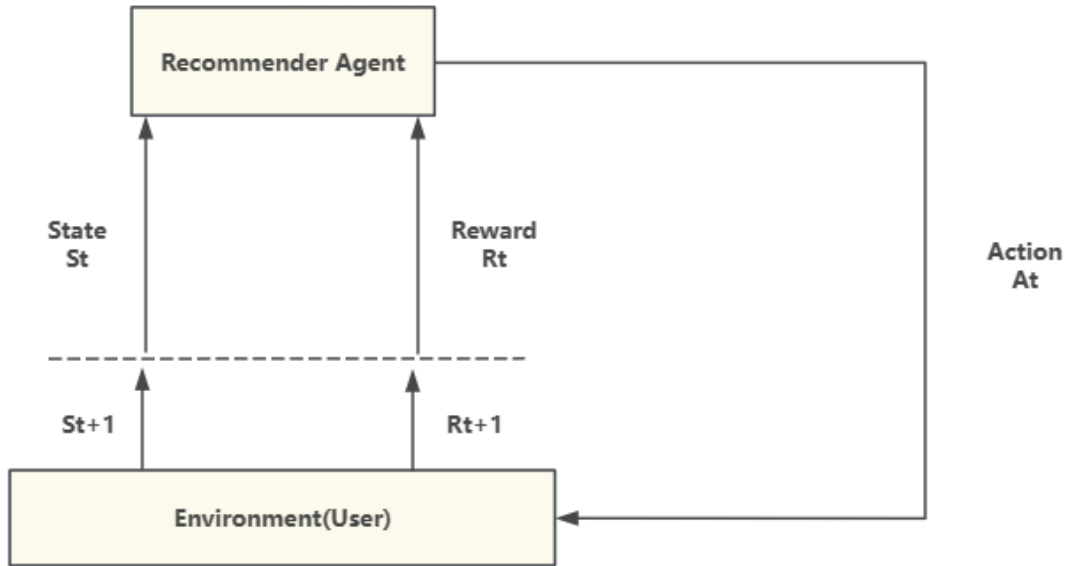 Recommender Agent
State
St
Reward
Rt
Action
At
St+1
Rt+1
Environment(User)